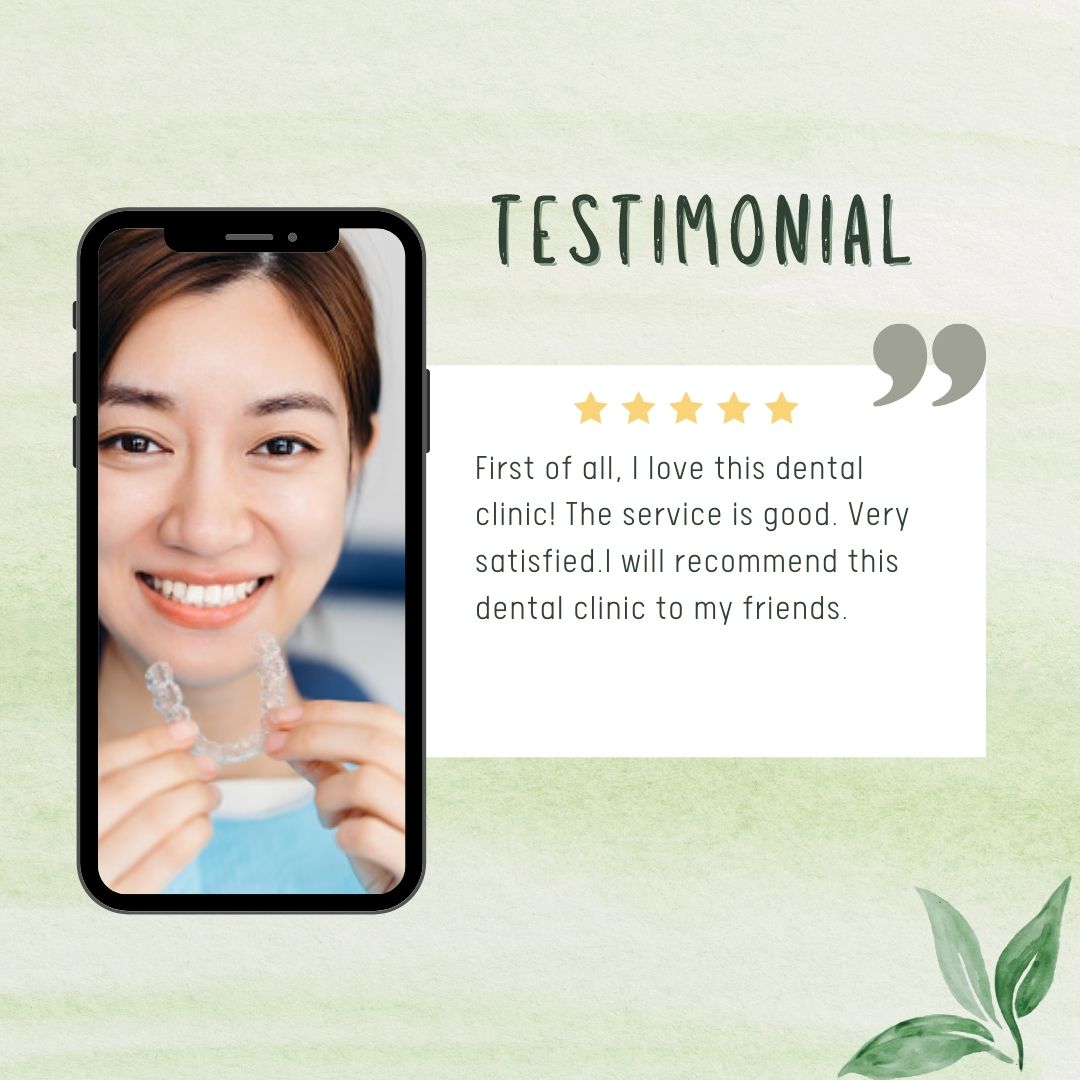 TESTIMONIAL
First of all, I love this dental
clinic! The service is good. Very
satisfied.I will recommend this
dental clinic to my friends.